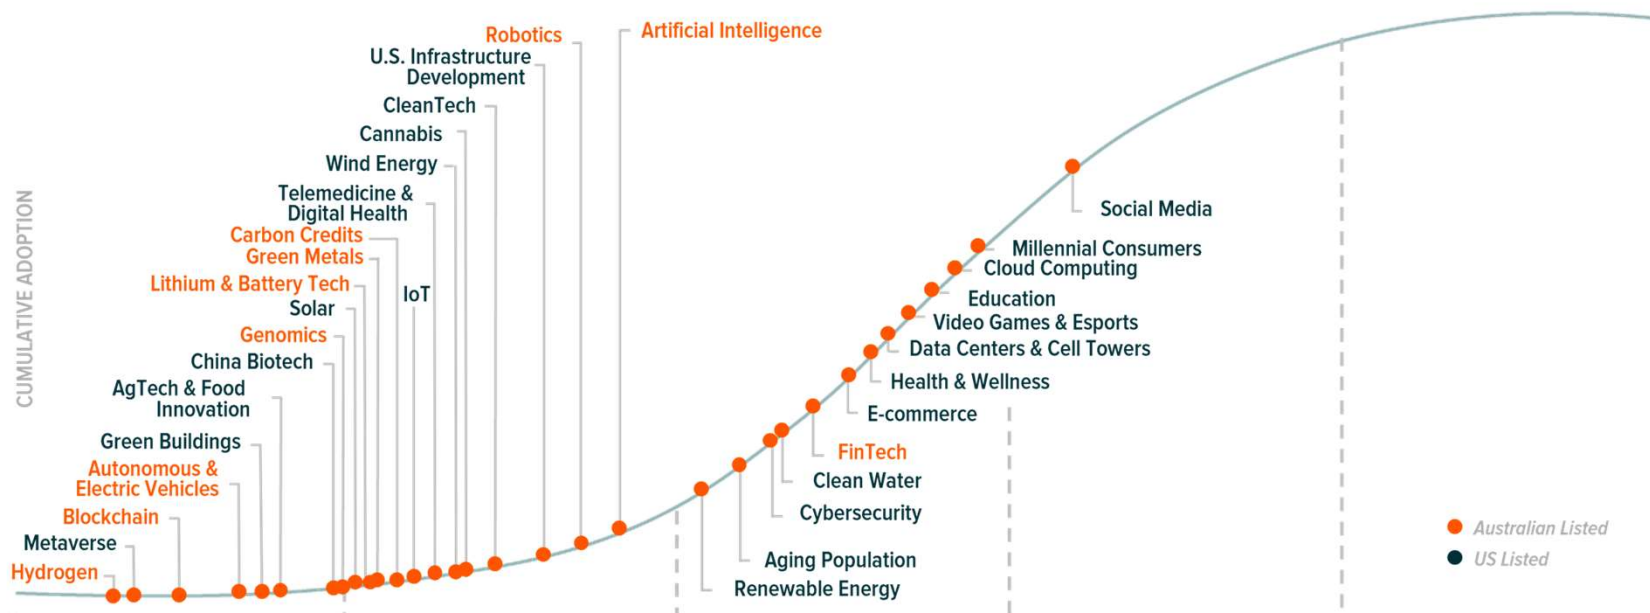 Robotics
Artificial Intelligence
U.S. Infrastructure
Development
CleanTech
Cannabis
Wind Energy
Telemedicine &
Digital Health
Carbon Credits
Green Metals
Lithium & Battery Tech
IoT
Solar
Genomics
China Biotech
AgTech & Food
Innovation
Green Buildings
Autonomous &
Electric Vehicles
Blockchain
Metaverse
Hydrogen
CUMULATIVE ADOPTION
Social Media
Millennial Consumers
Cloud Computing
Education
Video Games & Esports
Data Centers & Cell Towers
Health & Wellness
E-commerce
FinTech
Clean Water
Cybersecurity
Aging Population
Renewable Energy
Australian Listed
US Listed